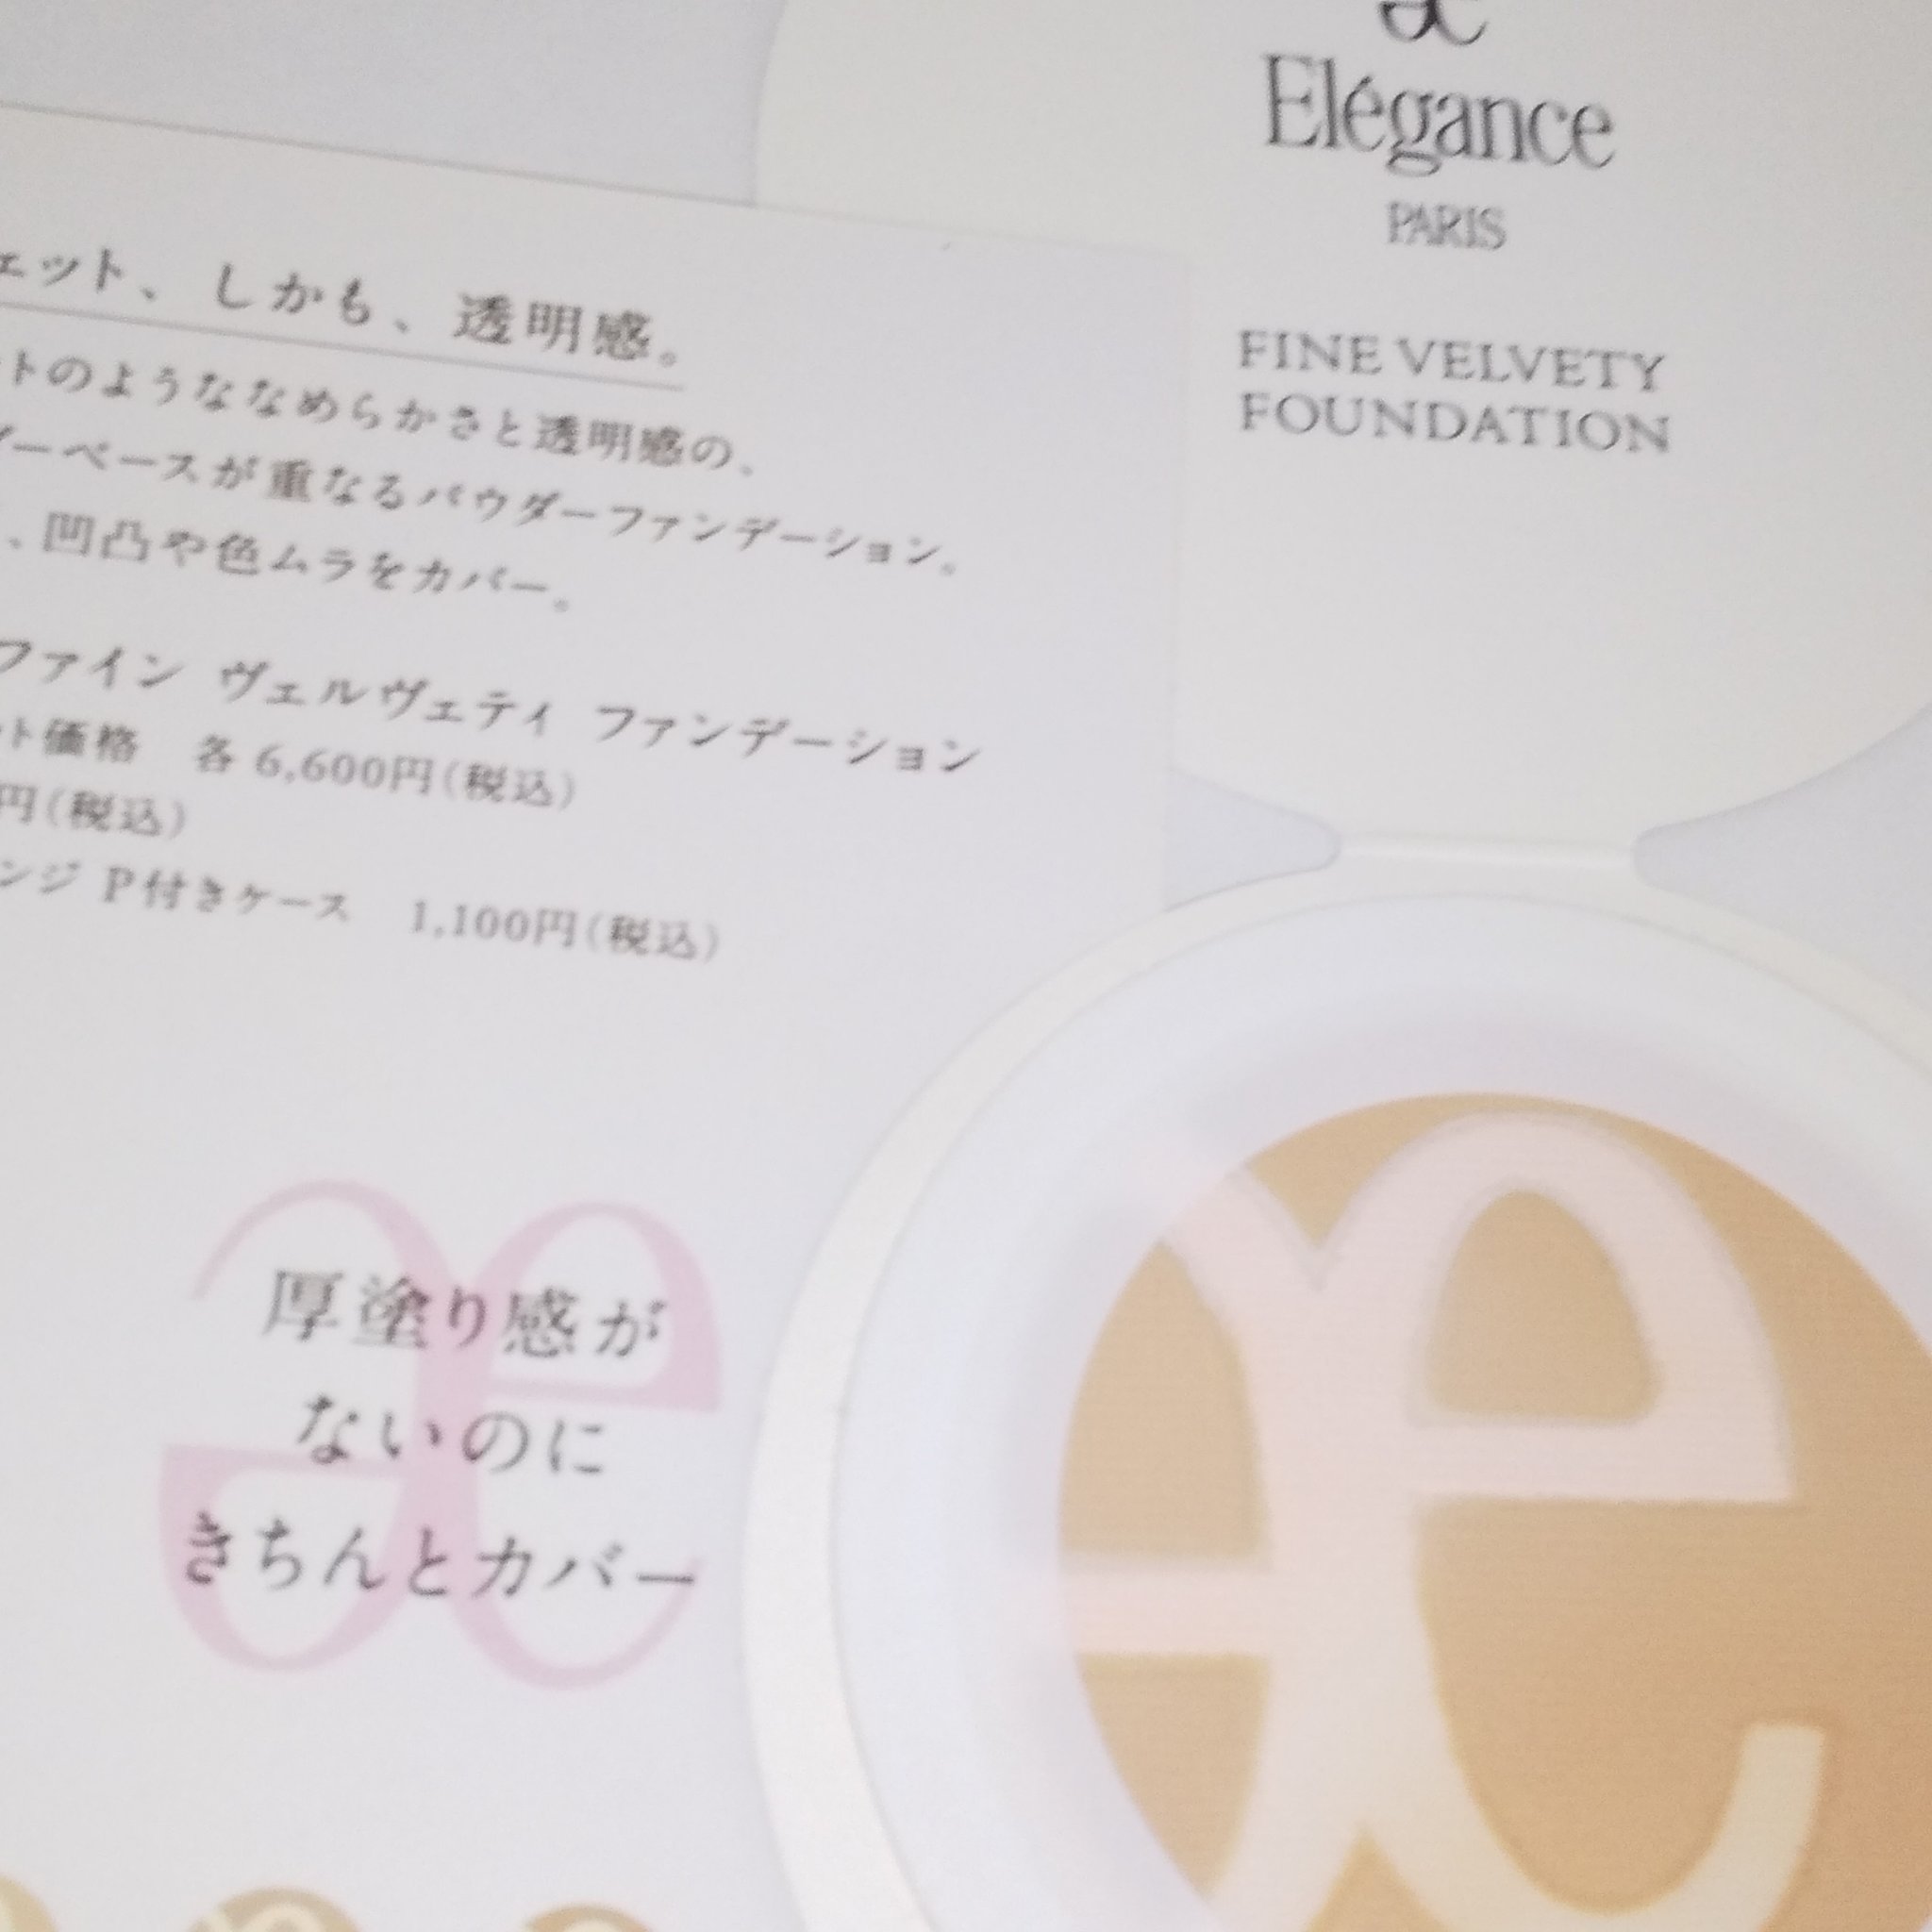 Elégance
PARIS
FINE VELVETY
FOUNDATION
ェット、しかも、透明感。
トのようななめらかさと透明感の、
ーベースが重なるパウダーファンデーション。
、凹凸や色ムラをカバー。
ファイン ヴェルヴェティ ファンデーション
ト価格 各 6,600円(税込)
円(税込)
ンジ P付きケース 1,100円(税込)
厚塗り感が
ないのに
きちんとカバー